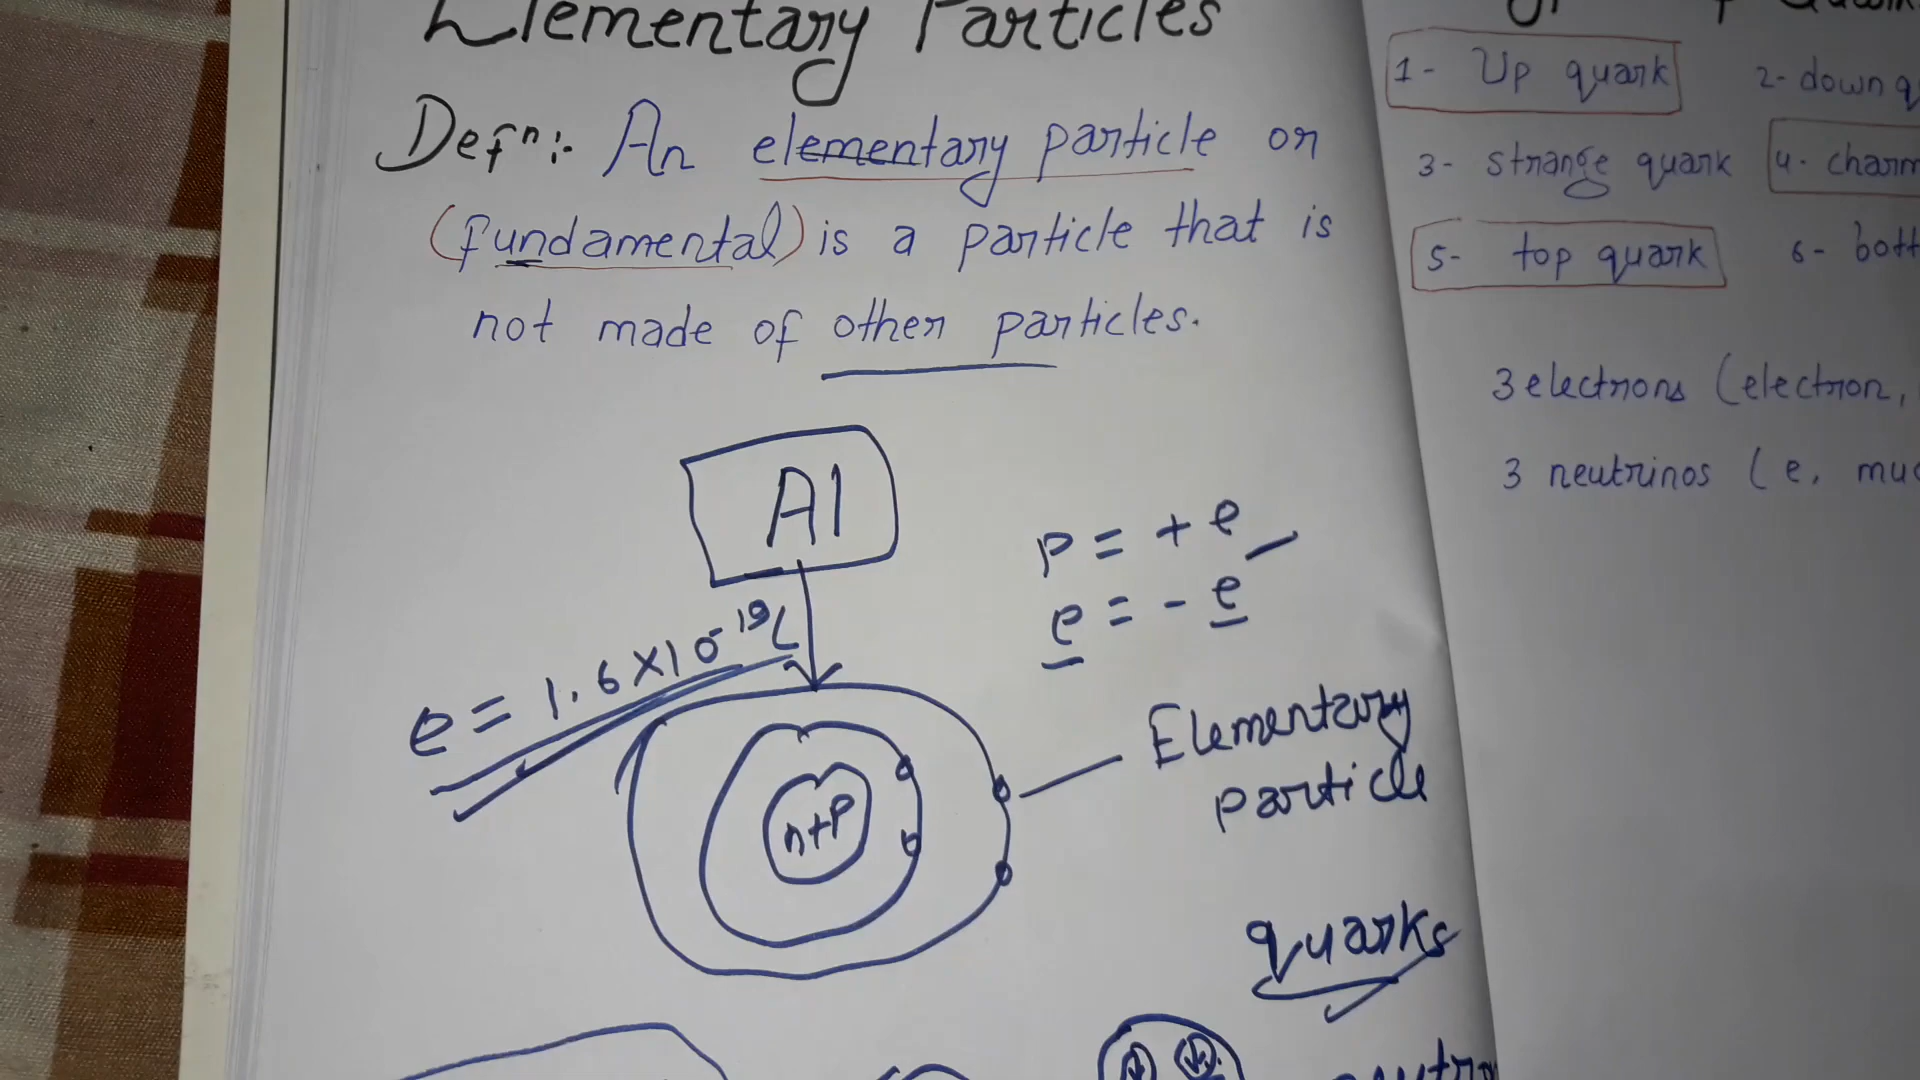 Elementary Particles
Defⁿ:- An elementary particle or
(fundamental) is a particle that is
not made of other particles.
Al
p = + e
e = - e
e = 1.6 × 10⁻¹⁹C
n+p
Elementary
particle
quarks
1- Up quark 2- down q
3- strange quark 4- charm
5- top quark 6- bott
3 electrons (electron,
3 neutrinos (e,